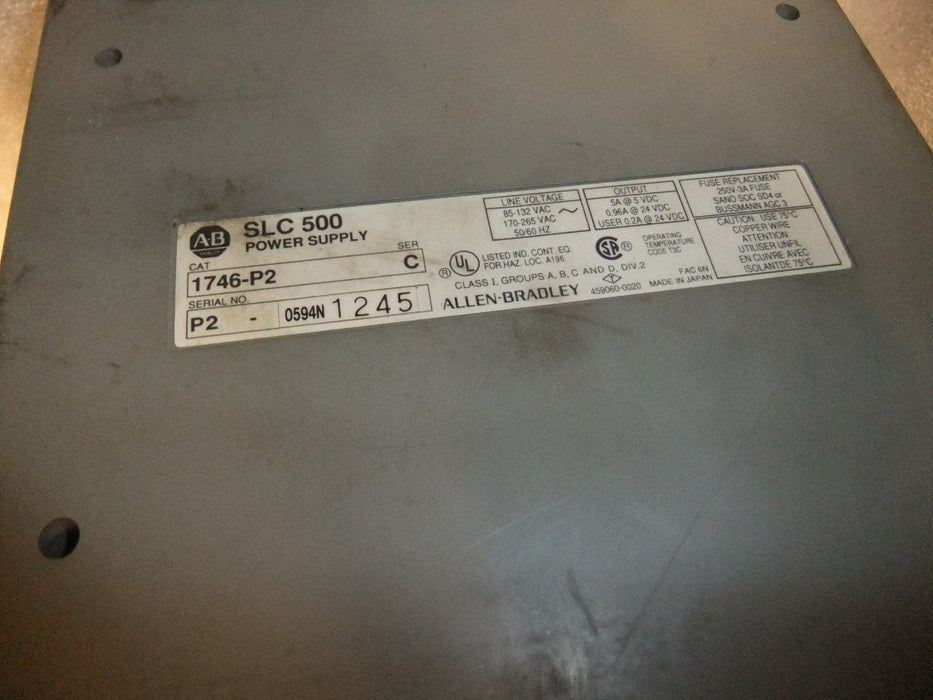 AB
SLC 500
POWER SUPPLY
CAT
SER
1746-P2
C
SERIAL NO.
P2 - 0594N 1245
LINE VOLTAGE
85-132 VAC
170-265 VAC
50/60 HZ
OUTPUT
5A @ 5 VDC
0.96A @ 24 VDC
USER 0.2A @ 24 VDC
FUSE REPLACEMENT
250V-3A FUSE
SANO SOC SD4 or
BUSSMANN AGC 3
CAUTION: USE 75°C
COPPER WIRE
ATTENTION:
UTILISER UNFIL
EN CUIVRE AVEC
ISOLANT DE 75°C
® UL LISTED IND. CONT. EQ.
FOR HAZ. LOC. A196
SA ®
OPERATING
TEMPERATURE
CODE T3C
CLASS I, GROUPS A, B, C AND D, DIV.2
ALLEN-BRADLEY
459060-0020
FAC 6N
MADE IN JAPAN